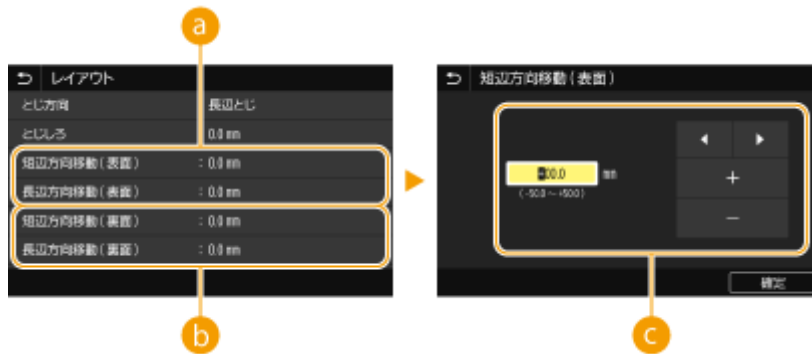 a
レイアウト
とじ方向 長辺とじ
とじしろ 0.0 mm
短辺方向移動(表面) : 0.0 mm
長辺方向移動(表面) : 0.0 mm
短辺方向移動(裏面) : 0.0 mm
長辺方向移動(裏面) : 0.0 mm
b
短辺方向移動(表面)
+00.0 mm
(-50.0~+50.0)
+
-
確定
c